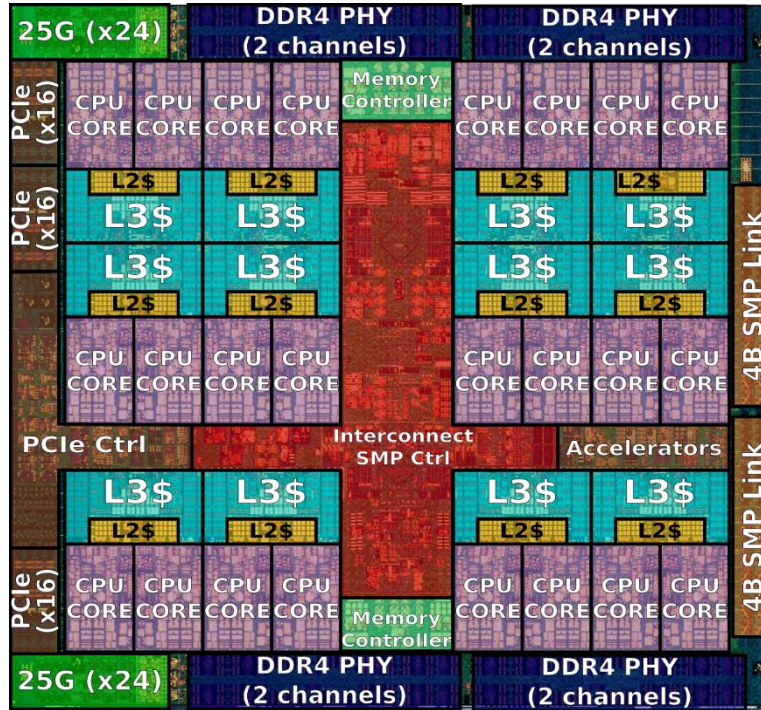 25G (x24)
DDR4 PHY
(2 channels)
DDR4 PHY
(2 channels)
PCIe
(x16)
CPU
CORE
CPU
CORE
CPU
CORE
CPU
CORE
Memory
Controller
CPU
CORE
CPU
CORE
CPU
CORE
CPU
CORE
PCIe
(x16)
L2$
L2$
L2$
L2$
L3$
L3$
L3$
L3$
4B SMP Link
L3$
L3$
L3$
L3$
L2$
L2$
L2$
L2$
CPU
CORE
CPU
CORE
CPU
CORE
CPU
CORE
CPU
CORE
CPU
CORE
CPU
CORE
CPU
CORE
PCIe Ctrl
Interconnect
SMP Ctrl
Accelerators
L3$
L3$
L3$
L3$
4B SMP Link
L2$
L2$
L2$
L2$
PCIe
(x16)
CPU
CORE
CPU
CORE
CPU
CORE
CPU
CORE
Memory
Controller
CPU
CORE
CPU
CORE
CPU
CORE
CPU
CORE
25G (x24)
DDR4 PHY
(2 channels)
DDR4 PHY
(2 channels)